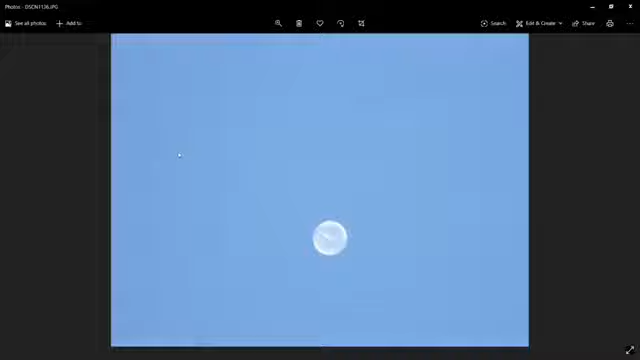 Photos - DSCN1136.JPG
See all photos
Add to
Search
Edit & Create
Share